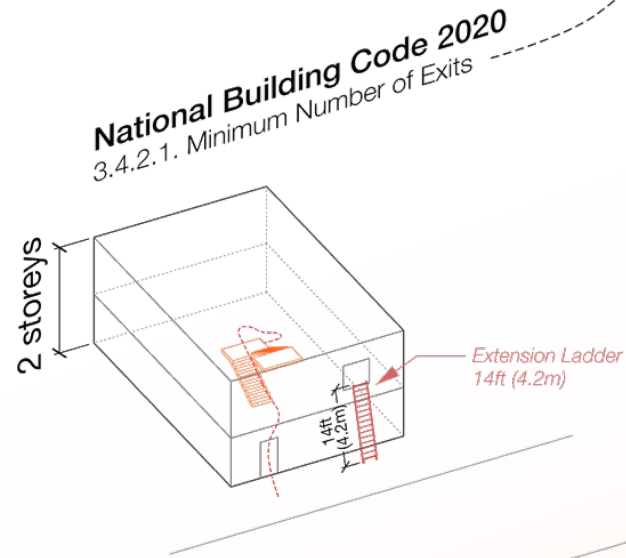 National Building Code 2020
3.4.2.1. Minimum Number of Exits
2 storeys
Extension Ladder
14ft (4.2m)
14ft
(4.2m)